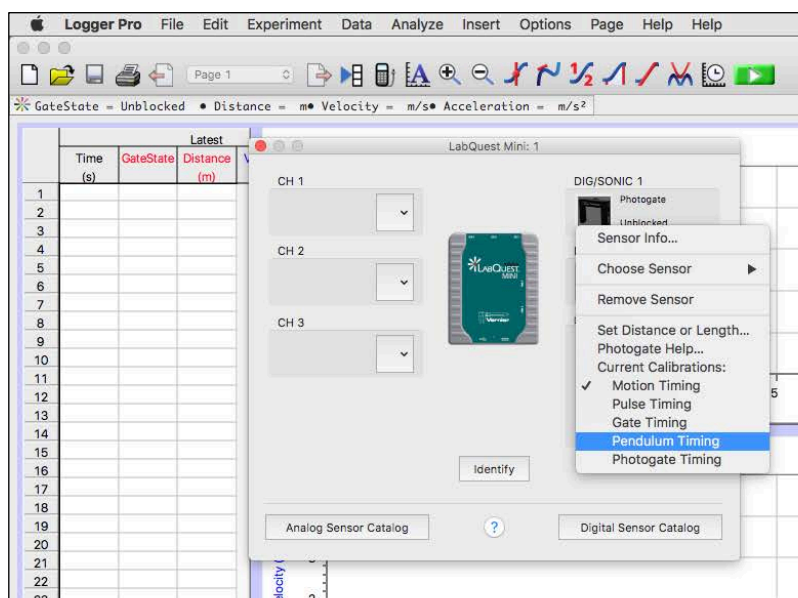 Logger Pro File Edit Experiment Data Analyze Insert Options Page Help Help
Page 1
GateState = Unblocked • Distance = m• Velocity = m/s• Acceleration = m/s²
Latest
Time GateState Distance V
(s) (m)
1
2
3
4
5
6
7
8
9
10
11
12
13
14
15
16
17
18
19
20
21
22
LabQuest Mini: 1
CH 1
CH 2
CH 3
DIG/SONIC 1
Photogate
Unblocked
LABQUEST
MINI
Vernier
Sensor Info...
Choose Sensor
Remove Sensor
Set Distance or Length...
Photogate Help...
Current Calibrations:
✓ Motion Timing
Pulse Timing
Gate Timing
Pendulum Timing
Photogate Timing
5
Identify
Analog Sensor Catalog
?
Digital Sensor Catalog